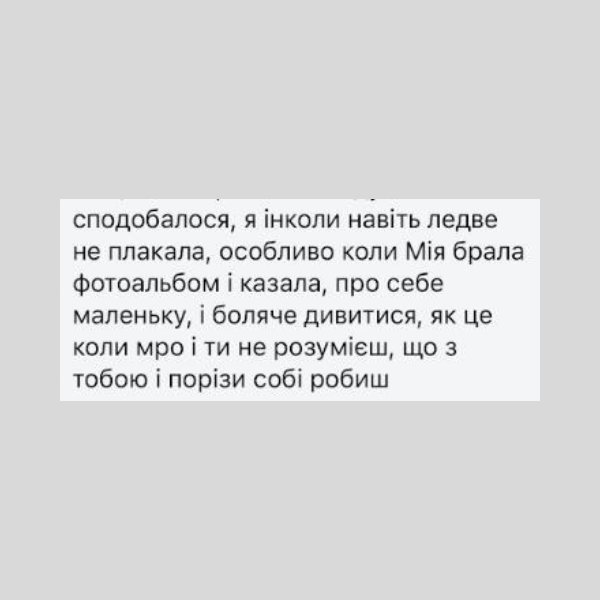 сподобалося, я інколи навіть ледве
не плакала, особливо коли Мія брала
фотоальбом і казала, про себе
маленьку, і боляче дивитися, як це
коли мро і ти не розумієш, що з
тобою і порізи собі робиш